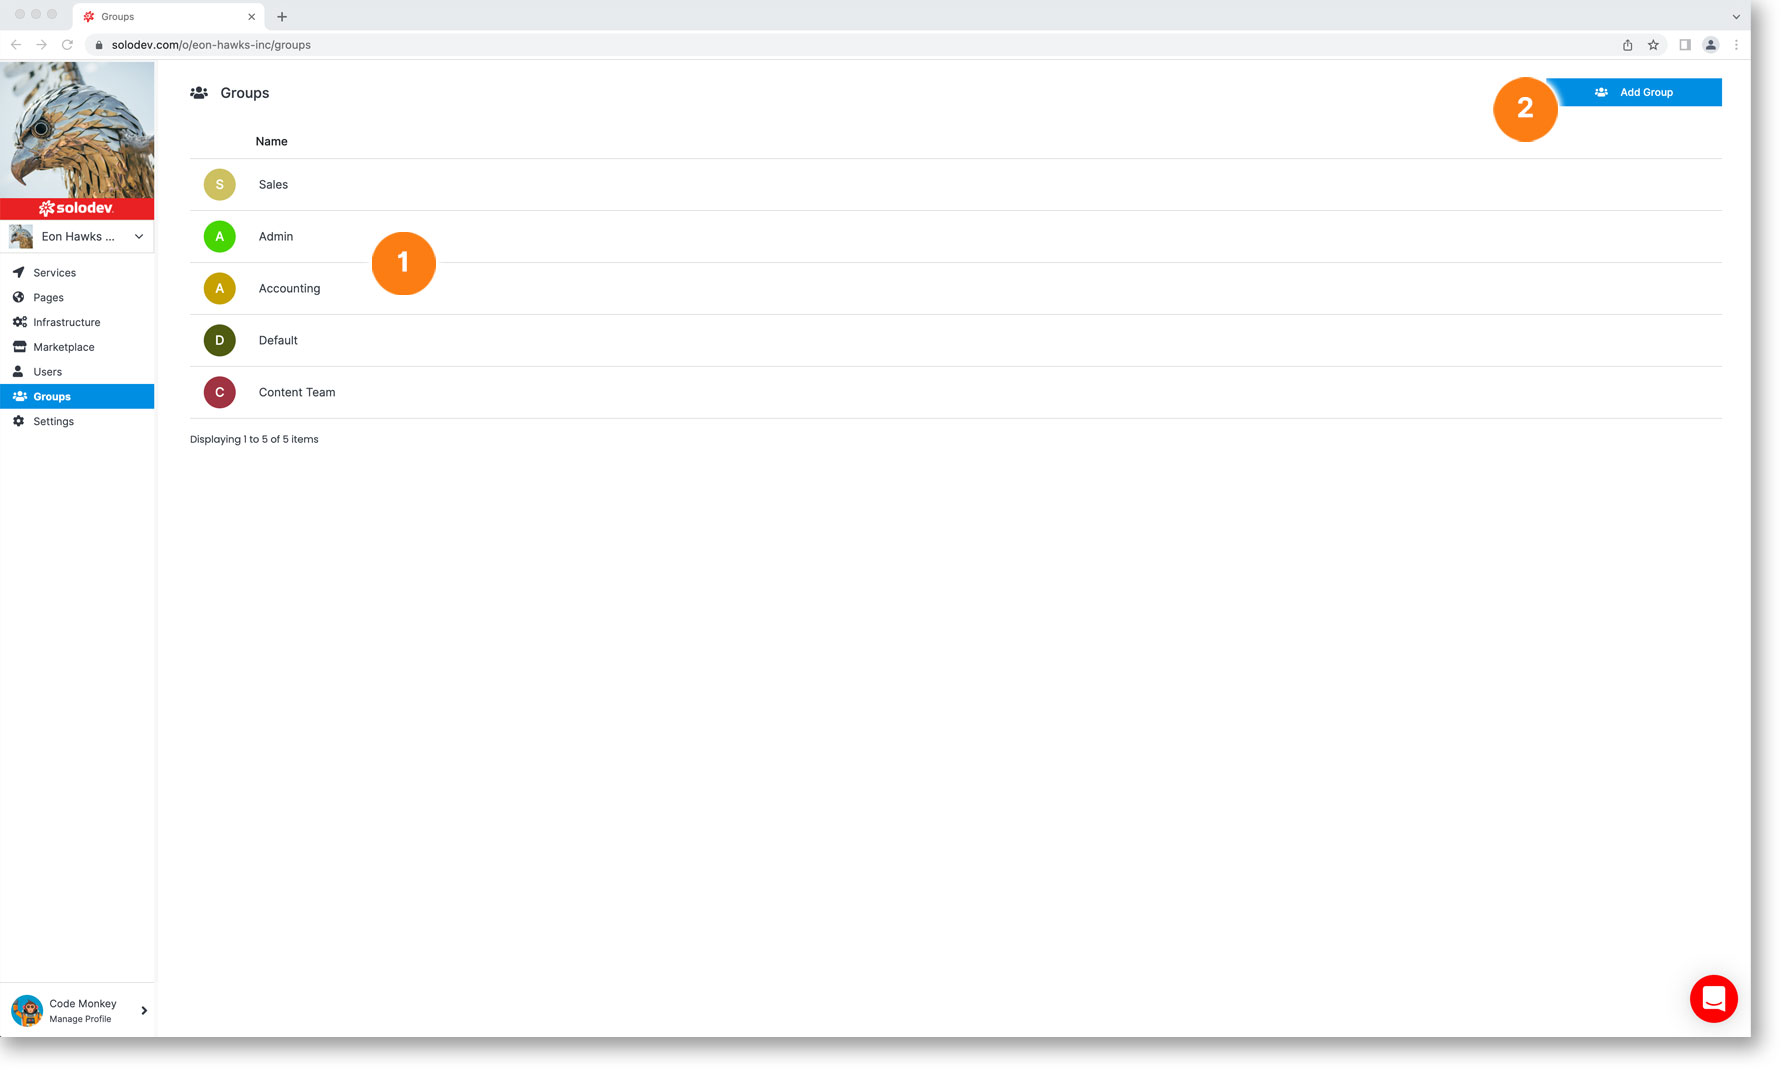 Groups
solodev.com/o/eon-hawks-inc/groups
solodev
Eon Hawks ...
Services
Pages
Infrastructure
Marketplace
Users
Groups
Settings
Code Monkey
Manage Profile
Groups
2
Add Group
Name
S Sales
A Admin
1
A Accounting
D Default
C Content Team
Displaying 1 to 5 of 5 items